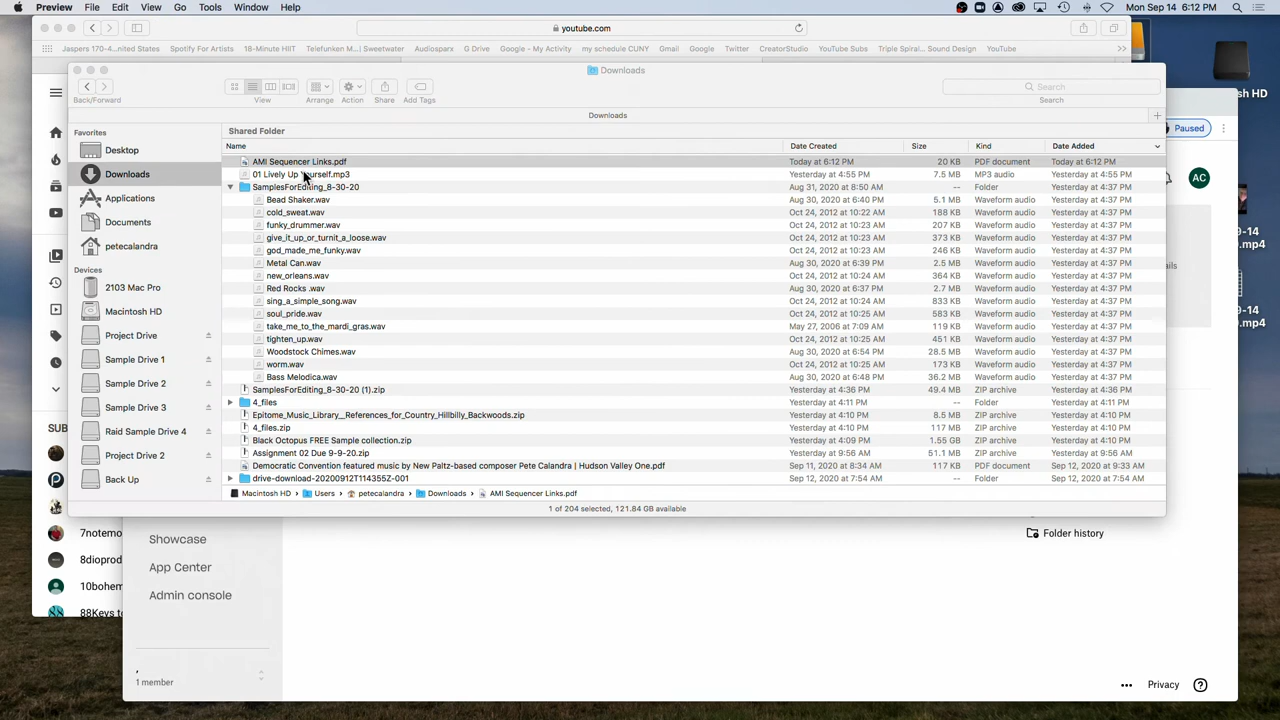 Preview File Edit View Go Tools Window Help Mon Sep 14 6:12 PM
youtube.com
Jaspers 170-4...nited States Spotify For Artists 18-Minute HIIT Telefunken M...| Sweetwater Audiosparx G Drive Google - My Activity my schedule CUNY Gmail Google Twitter CreatorStudio YouTube Subs Triple Spiral... Sound Design YouTube >>
Downloads
Back/Forward View Arrange Action Share Add Tags Search Search
Downloads
Shared Folder
Name Date Created Size Kind Date Added
AMI Sequencer Links.pdf Today at 6:12 PM 20 KB PDF document Today at 6:12 PM
01 Lively Up Yourself.mp3 Yesterday at 4:55 PM 7.5 MB MP3 audio Yesterday at 4:55 PM
SamplesForEditing_8-30-20 Aug 31, 2020 at 8:50 AM -- Folder Yesterday at 4:37 PM
Bead Shaker.wav Aug 30, 2020 at 6:40 PM 5.1 MB Waveform audio Yesterday at 4:37 PM
cold_sweat.wav Oct 24, 2012 at 10:22 AM 188 KB Waveform audio Yesterday at 4:37 PM
funky_drummer.wav Oct 24, 2012 at 10:23 AM 207 KB Waveform audio Yesterday at 4:37 PM
give_it_up_or_turnit_a_loose.wav Oct 24, 2012 at 10:23 AM 373 KB Waveform audio Yesterday at 4:37 PM
god_made_me_funky.wav Oct 24, 2012 at 10:23 AM 246 KB Waveform audio Yesterday at 4:37 PM
Metal Can.wav Aug 30, 2020 at 6:39 PM 2.5 MB Waveform audio Yesterday at 4:37 PM
new_orleans.wav Oct 24, 2012 at 10:24 AM 364 KB Waveform audio Yesterday at 4:37 PM
Red Rocks .wav Aug 30, 2020 at 6:37 PM 2.7 MB Waveform audio Yesterday at 4:37 PM
sing_a_simple_song.wav Oct 24, 2012 at 10:24 AM 833 KB Waveform audio Yesterday at 4:37 PM
soul_pride.wav Oct 24, 2012 at 10:24 AM 583 KB Waveform audio Yesterday at 4:37 PM
take_me_to_the_mardi_gras.wav May 27, 2006 at 7:09 AM 119 KB Waveform audio Yesterday at 4:37 PM
tighten_up.wav Oct 24, 2012 at 10:24 AM 451 KB Waveform audio Yesterday at 4:37 PM
Woodstock Chimes.wav Aug 30, 2020 at 6:54 PM 28.5 MB Waveform audio Yesterday at 4:37 PM
worm.wav Oct 24, 2012 at 10:24 AM 173 KB Waveform audio Yesterday at 4:37 PM
Bass Melodica.wav Aug 30, 2020 at 6:48 PM 36.2 MB Waveform audio Yesterday at 4:37 PM
SamplesForEditing_8-30-20 (1).zip Yesterday at 4:36 PM 49.4 MB ZIP archive Yesterday at 4:36 PM
4_files Yesterday at 4:11 PM -- Folder Yesterday at 4:11 PM
Epitome_Music_Library__References_for_Country_Hillbilly_Backwoods.zip Yesterday at 4:10 PM 8.5 MB ZIP archive Yesterday at 4:10 PM
4_files.zip Yesterday at 4:10 PM 117 MB ZIP archive Yesterday at 4:10 PM
Black Octopus FREE Sample collection.zip Yesterday at 4:09 PM 1.55 GB ZIP archive Yesterday at 4:10 PM
Assignment 02 Due 9-9-20.zip Yesterday at 9:56 AM 51.1 MB ZIP archive Yesterday at 9:56 AM
Democratic Convention featured music by New Paltz-based composer Pete Calandra | Hudson Valley One.pdf Sep 11, 2020 at 8:34 AM 117 KB PDF document Sep 12, 2020 at 9:33 AM
drive-download-20200912T114355Z-001 Sep 12, 2020 at 7:54 AM -- Folder Sep 12, 2020 at 7:54 AM
Macintosh HD › Users › petecalandra › Downloads › AMI Sequencer Links.pdf
1 of 204 selected, 121.84 GB available
Favorites
Desktop
Downloads
Applications
Documents
petecalandra
Devices
2103 Mac Pro
Macintosh HD
Project Drive
Sample Drive 1
Sample Drive 2
Sample Drive 3
Raid Sample Drive 4
Project Drive 2
Back Up
SUB
7notemo
8dioprod
10bohem
88Keys to
Showcase
App Center
Admin console
,
1 member
Folder history
Privacy
osh HD
Paused
AC
9-14
0.mp4
ails
9-14
0.mp4